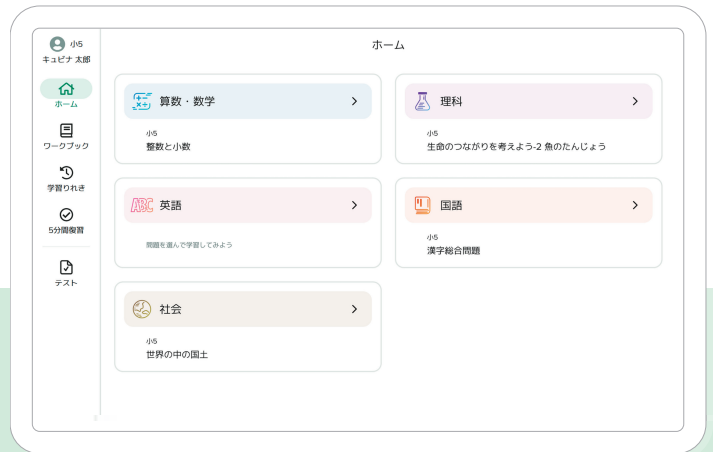 小5
キュビナ 太郎
ホーム
ワークブック
学習りれき
5分間復習
テスト
ホーム
算数・数学
小5
整数と小数
理科
小5
生命のつながりを考えよう-2 魚のたんじょう
ABC 英語
問題を選んで学習してみよう
国語
小5
漢字総合問題
社会
小5
世界の中の国土